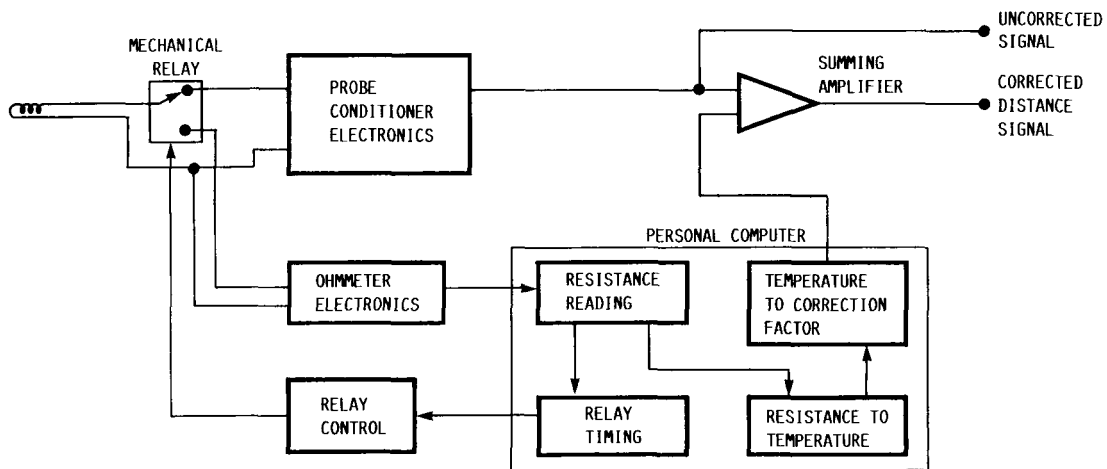 MECHANICAL
RELAY
PROBE
CONDITIONER
ELECTRONICS
SUMMING
AMPLIFIER
UNCORRECTED
SIGNAL
CORRECTED
DISTANCE
SIGNAL
PERSONAL COMPUTER
OHMMETER
ELECTRONICS
RESISTANCE
READING
TEMPERATURE
TO CORRECTION
FACTOR
RELAY
CONTROL
RELAY
TIMING
RESISTANCE TO
TEMPERATURE